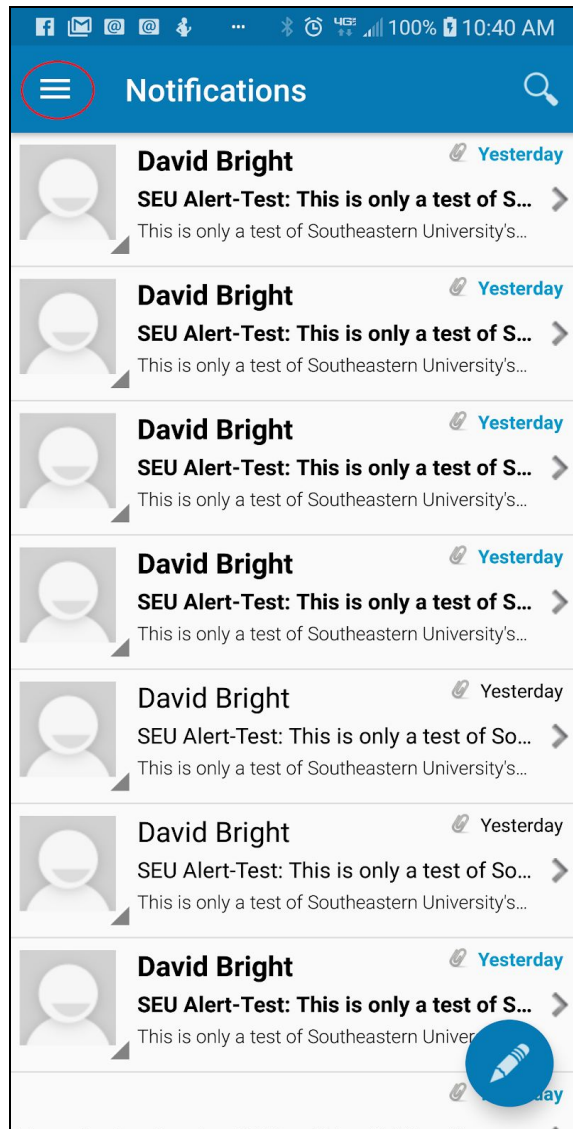 4G 100% 10:40 AM
Notifications
David Bright Yesterday
SEU Alert-Test: This is only a test of S...
This is only a test of Southeastern University's...
David Bright Yesterday
SEU Alert-Test: This is only a test of S...
This is only a test of Southeastern University's...
David Bright Yesterday
SEU Alert-Test: This is only a test of S...
This is only a test of Southeastern University's...
David Bright Yesterday
SEU Alert-Test: This is only a test of S...
This is only a test of Southeastern University's...
David Bright Yesterday
SEU Alert-Test: This is only a test of So...
This is only a test of Southeastern University's...
David Bright Yesterday
SEU Alert-Test: This is only a test of So...
This is only a test of Southeastern University's...
David Bright Yesterday
SEU Alert-Test: This is only a test of S...
This is only a test of Southeastern